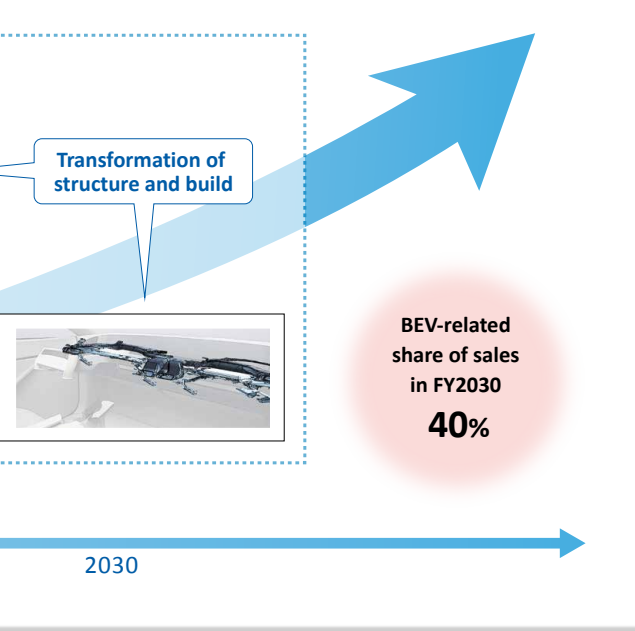 Transformation of
structure and build
BEV-related
share of sales
in FY2030
40%
2030